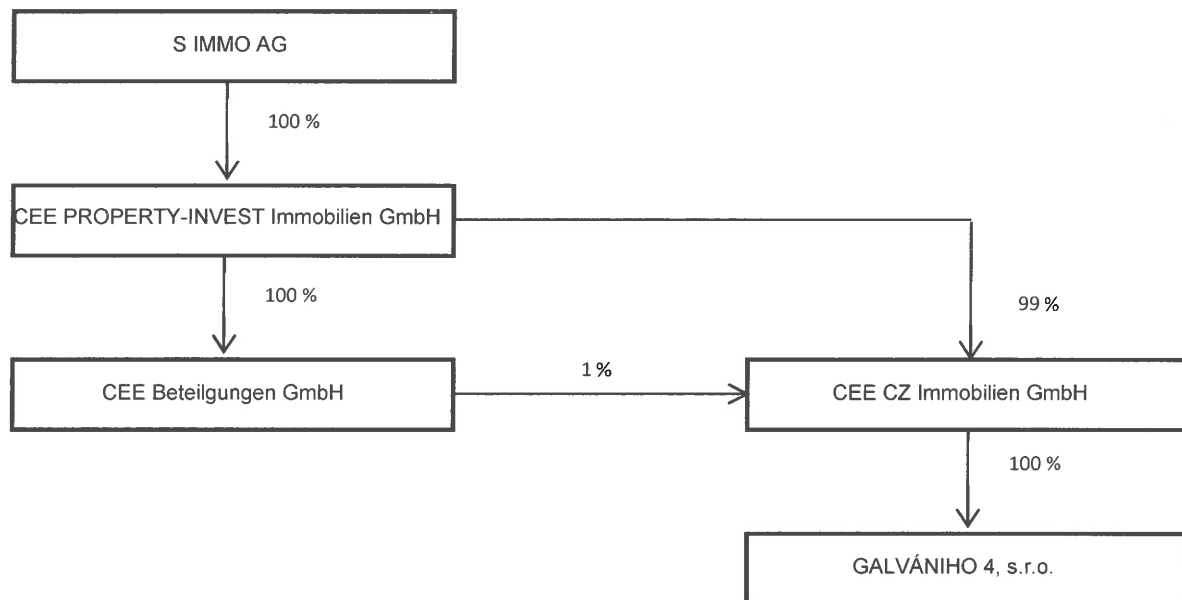 S IMMO AG
100 %
CEE PROPERTY-INVEST Immobilien GmbH
100 %
99 %
CEE Beteilgungen GmbH
1 %
CEE CZ Immobilien GmbH
100 %
GALVÁNIHO 4, s.r.o.